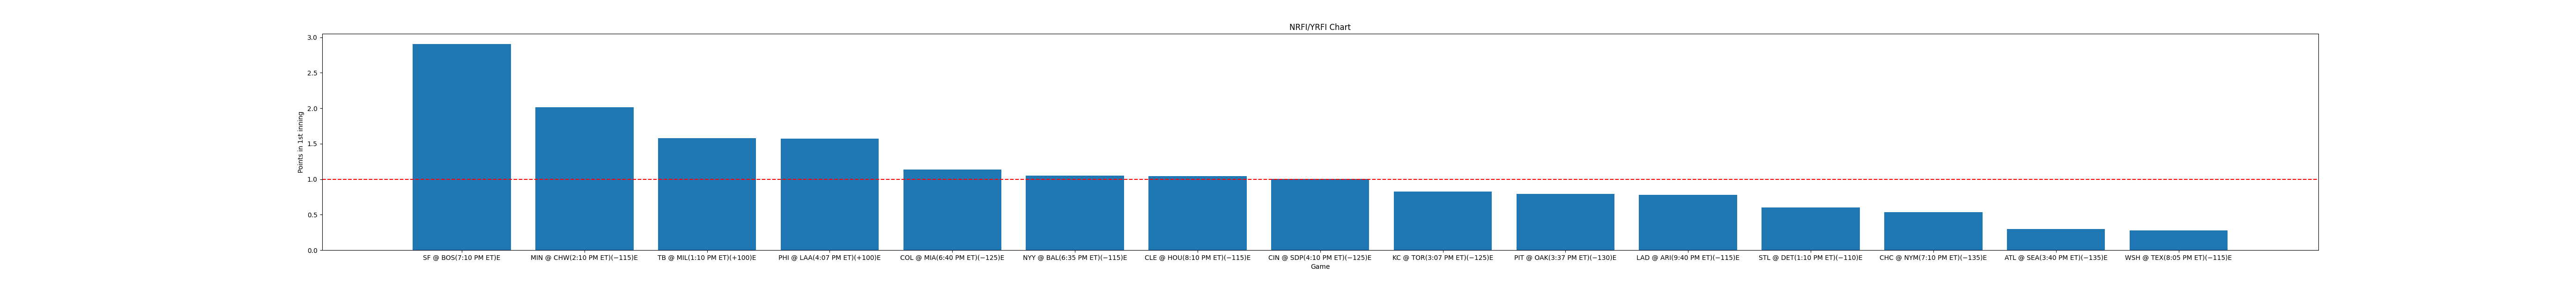 NRFI/YRFI Chart
3.0
2.5
2.0
1.5
1.0
0.5
0.0
Points in 1st inning
SF @ BOS(7:10 PM ET)E MIN @ CHW(2:10 PM ET)(−115)E TB @ MIL(1:10 PM ET)(+100)E PHI @ LAA(4:07 PM ET)(+100)E COL @ MIA(6:40 PM ET)(−125)E NYY @ BAL(6:35 PM ET)(−115)E CLE @ HOU(8:10 PM ET)(−115)E CIN @ SDP(4:10 PM ET)(−125)E KC @ TOR(3:07 PM ET)(−125)E PIT @ OAK(3:37 PM ET)(−130)E LAD @ ARI(9:40 PM ET)(−115)E STL @ DET(1:10 PM ET)(−110)E CHC @ NYM(7:10 PM ET)(−135)E ATL @ SEA(3:40 PM ET)(−135)E WSH @ TEX(8:05 PM ET)(−115)E
Game